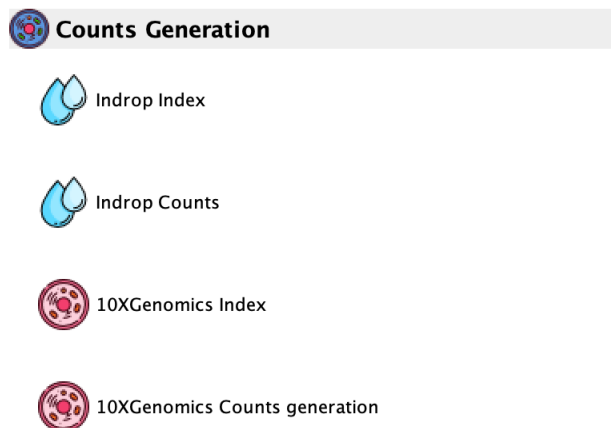 Counts Generation
Indrop Index
Indrop Counts
10XGenomics Index
10XGenomics Counts generation